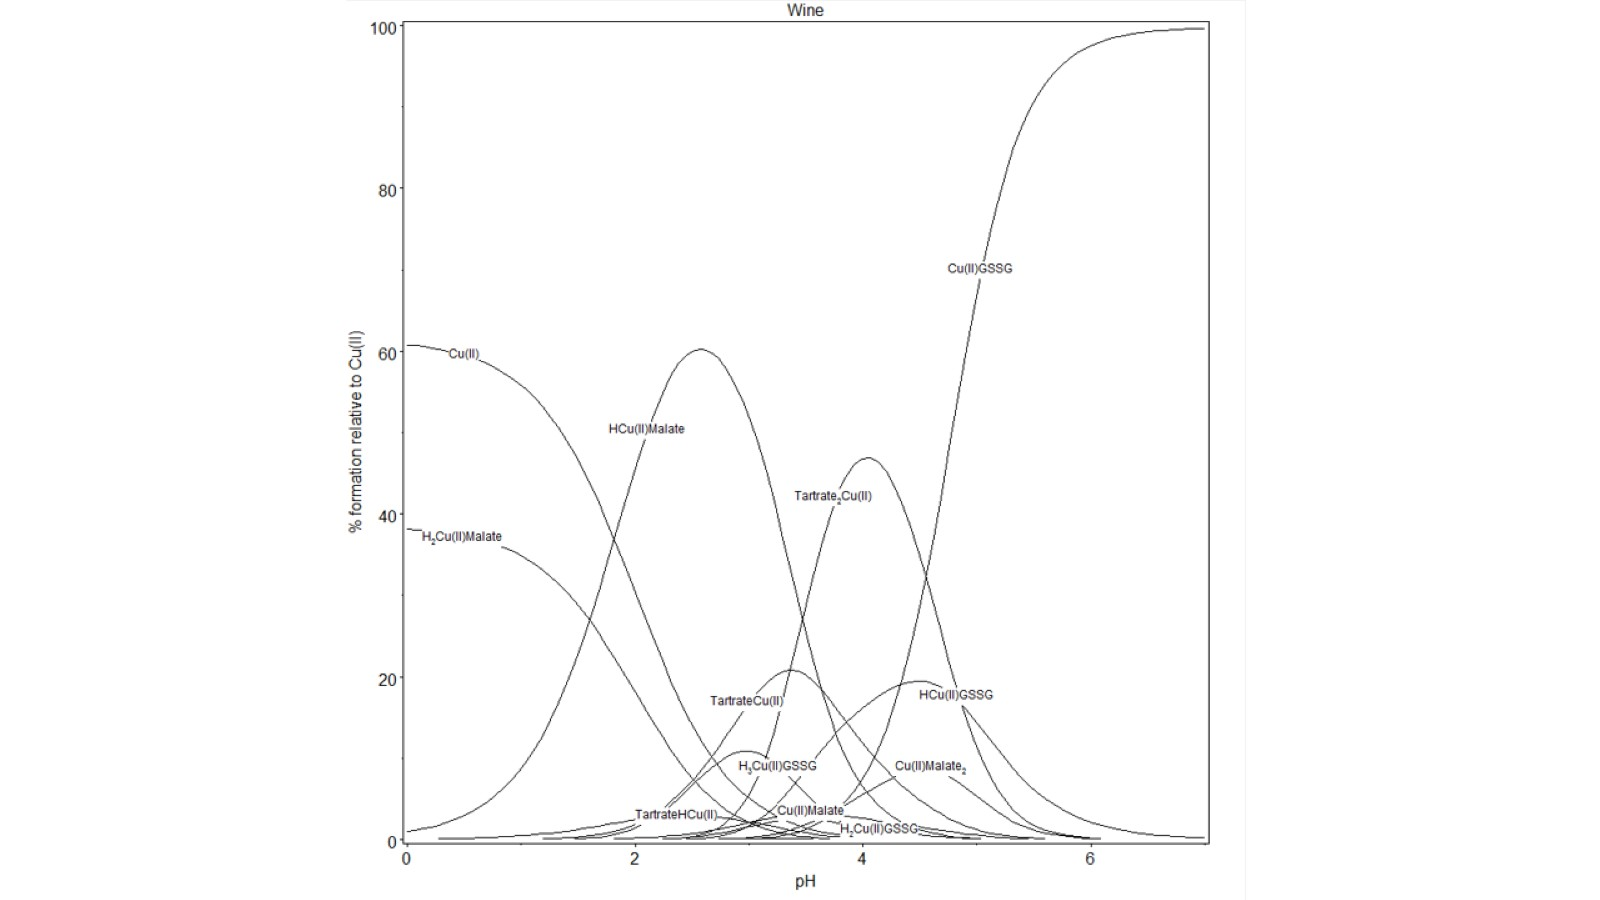 Wine
100
80
60
40
20
0
% formation relative to Cu(II)
Cu(II)GSSG
Cu(II)
HCu(II)Malate
Tartrate₂Cu(II)
H₂Cu(II)Malate
HCu(II)GSSG
TartrateCu(II)
H₃Cu(II)GSSG
Cu(II)Malate₂
TartrateHCu(II)
Cu(II)Malate
H₂Cu(II)GSSG
0 2 4 6
pH